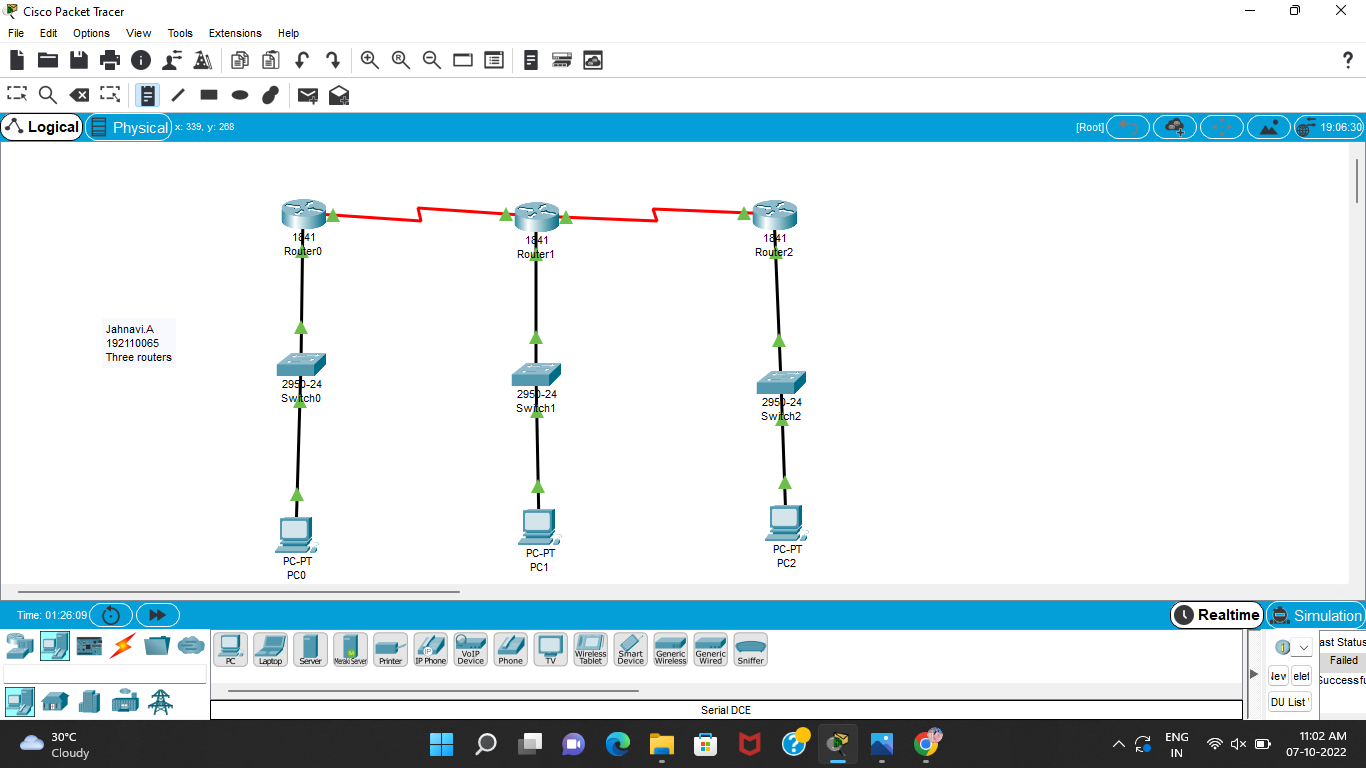 Cisco Packet Tracer
File Edit Options View Tools Extensions Help
Logical Physical x: 339, y: 268 [Root] 19:06:30
1841
Router0
1841
Router1
1841
Router2
Jahnavi.A
192110065
Three routers
2950-24
Switch0
2950-24
Switch1
2950-24
Switch2
PC-PT
PC0
PC-PT
PC1
PC-PT
PC2
Time: 01:26:09 Realtime Simulation
PC Laptop Server Meraki Server Printer IP Phone VoIP Device Phone TV Wireless Tablet Smart Device Generic Wireless Generic Wired Sniffer
ast Status
Failed
Successfu
lev elet
DU List
Serial DCE
30°C
Cloudy
ENG
IN
11:02 AM
07-10-2022